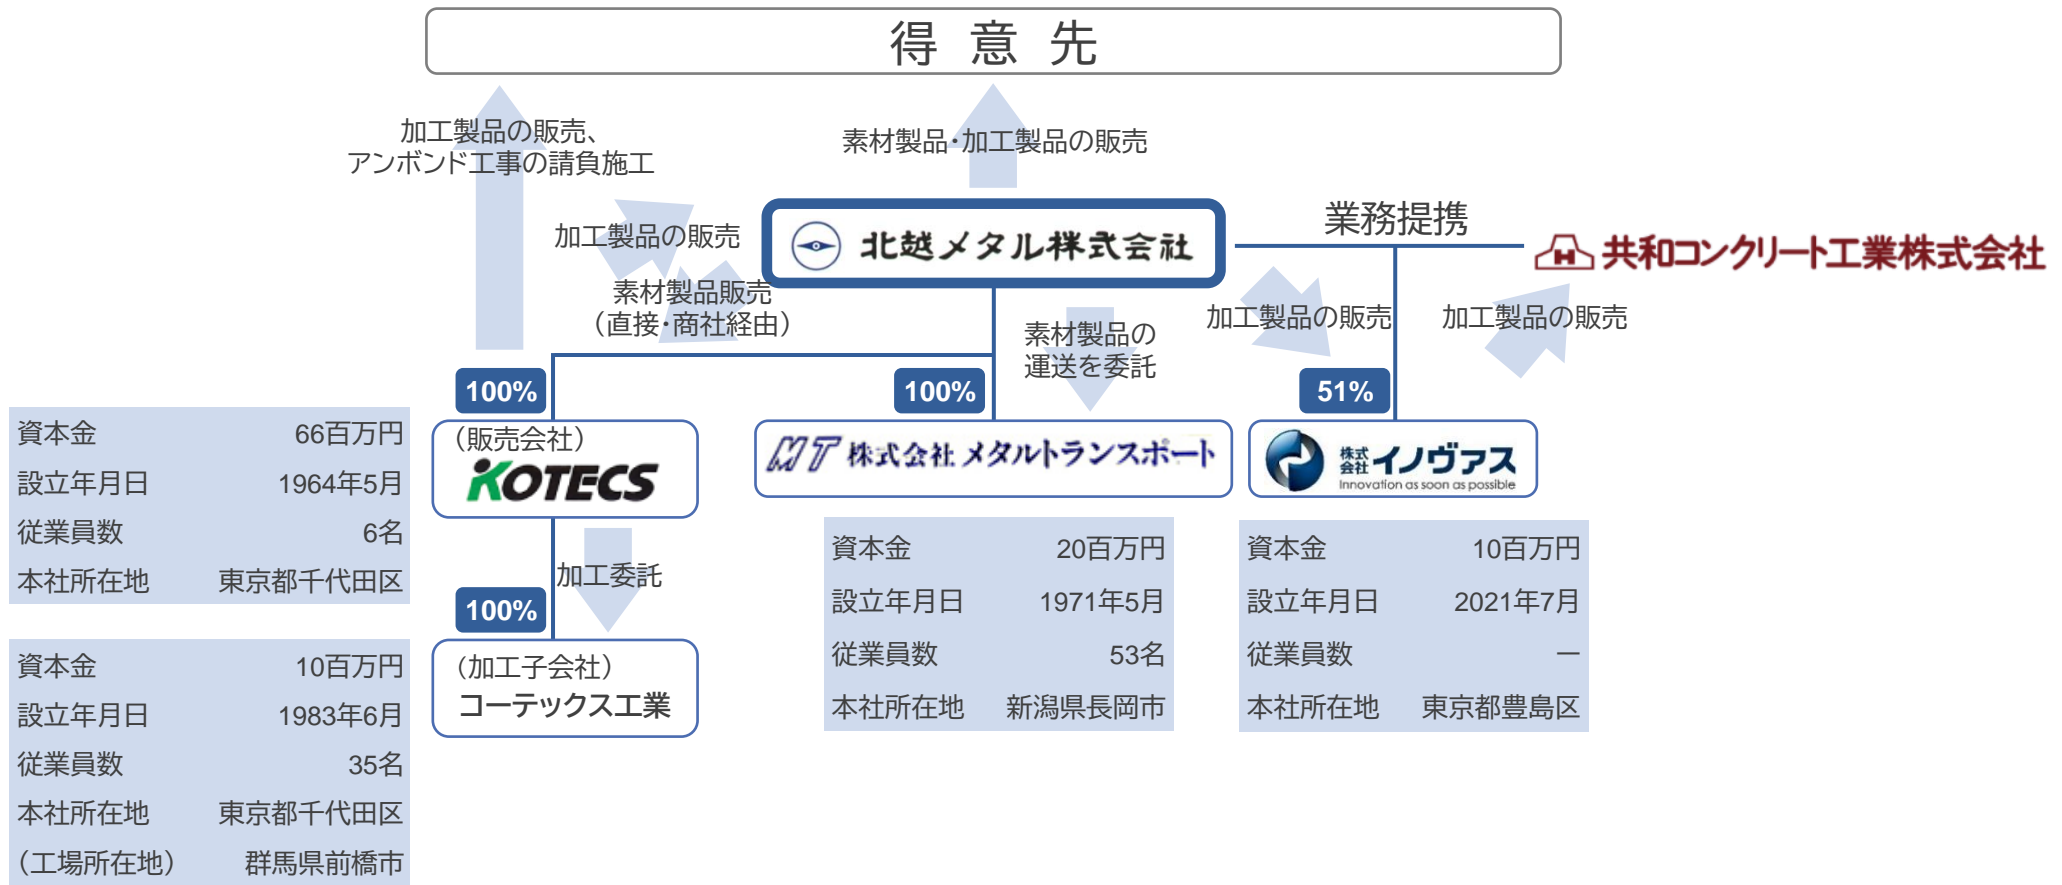 得意先
加工製品の販売、
アンボンド工事の請負施工
素材製品・加工製品の販売
加工製品の販売
北越メタル株式会社
業務提携
共和コンクリート工業株式会社
素材製品販売
（直接・商社経由）
素材製品の
運送を委託
加工製品の販売
加工製品の販売
100%
100%
51%
資本金 66百万円
設立年月日 1964年5月
従業員数 6名
本社所在地 東京都千代田区
（販売会社）
KOTECS
MT 株式会社 メタルトランスポート
株式会社 イノヴァス
Innovation as soon as possible
加工委託
100%
資本金 10百万円
設立年月日 1983年6月
従業員数 35名
本社所在地 東京都千代田区
（工場所在地） 群馬県前橋市
（加工子会社）
コーテックス工業
資本金 20百万円
設立年月日 1971年5月
従業員数 53名
本社所在地 新潟県長岡市
資本金 10百万円
設立年月日 2021年7月
従業員数 ―
本社所在地 東京都豊島区